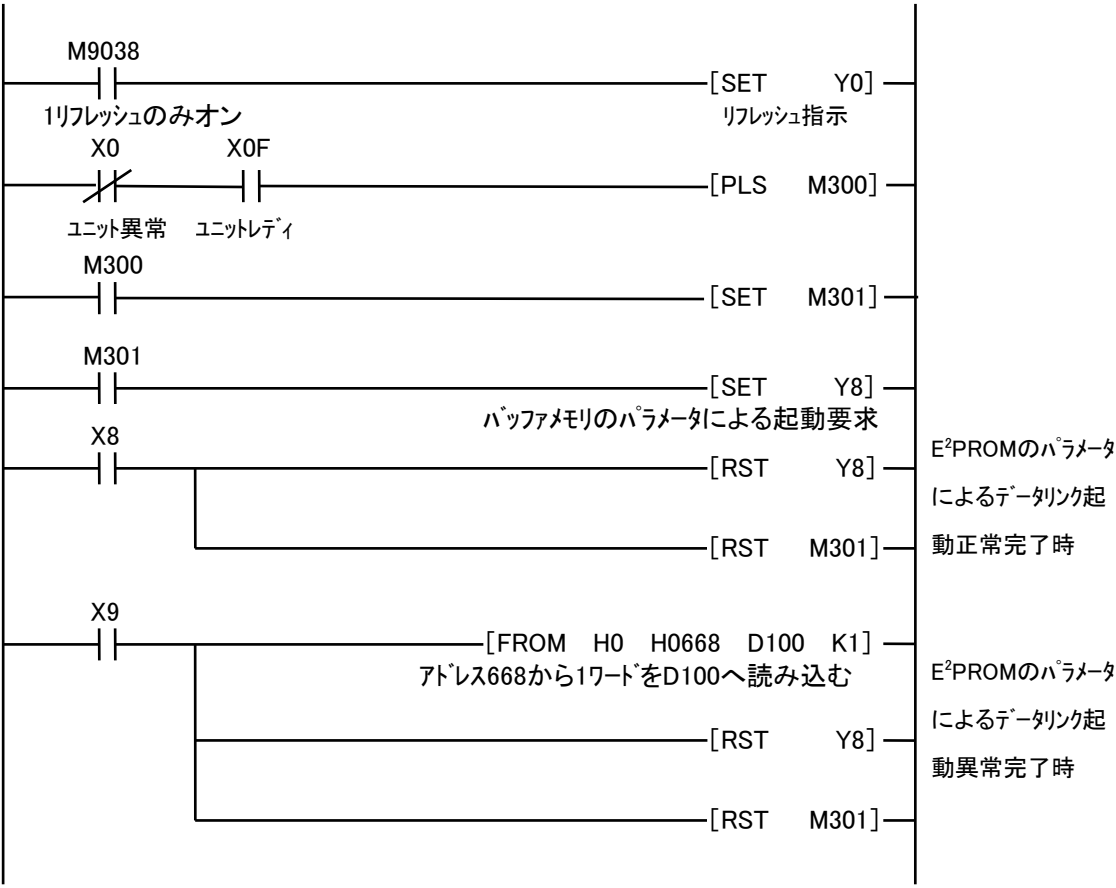 M9038
[SET Y0]
1ﾘﾌﾚｯｼｭのみオン
ﾘﾌﾚｯｼｭ指示
X0 X0F
[PLS M300]
ﾕﾆｯﾄ異常 ﾕﾆｯﾄﾚﾃﾞｨ
M300
[SET M301]
M301
[SET Y8]
ﾊﾞｯﾌｧﾒﾓﾘのﾊﾟﾗﾒｰﾀによる起動要求
X8
[RST Y8]
[RST M301]
E²PROMのﾊﾟﾗﾒｰﾀ
によるﾃﾞｰﾀﾘﾝｸ起
動正常完了時
X9
[FROM H0 H0668 D100 K1]
ｱﾄﾞﾚｽ668から1ﾜｰﾄﾞをD100へ読み込む
[RST Y8]
[RST M301]
E²PROMのﾊﾟﾗﾒｰﾀ
によるﾃﾞｰﾀﾘﾝｸ起
動異常完了時